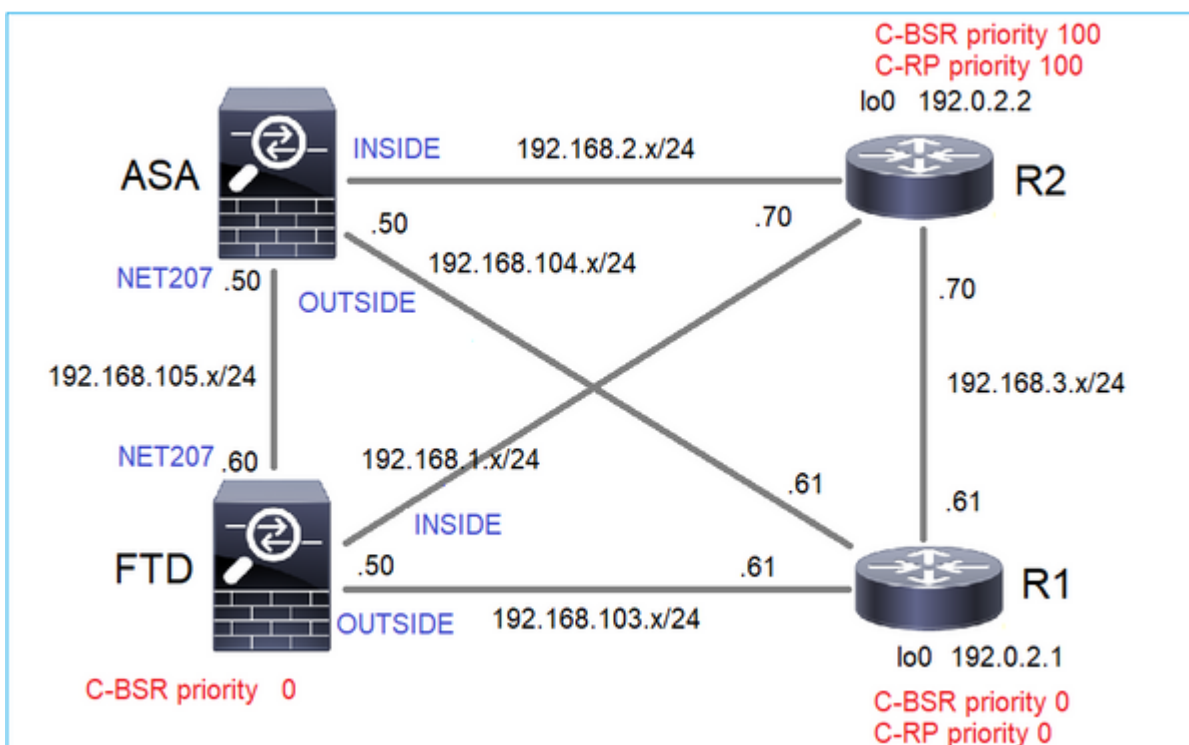 C-BSR priority 100
C-RP priority 100
lo0 192.0.2.2
ASA
INSIDE
192.168.2.x/24
R2
.50
.70
192.168.104.x/24
NET207 .50
OUTSIDE
.70
192.168.105.x/24
192.168.3.x/24
NET207 .60
192.168.1.x/24
.61
INSIDE
.61
FTD
.50
.61
R1
OUTSIDE
192.168.103.x/24
lo0 192.0.2.1
C-BSR priority 0
C-BSR priority 0
C-RP priority 0